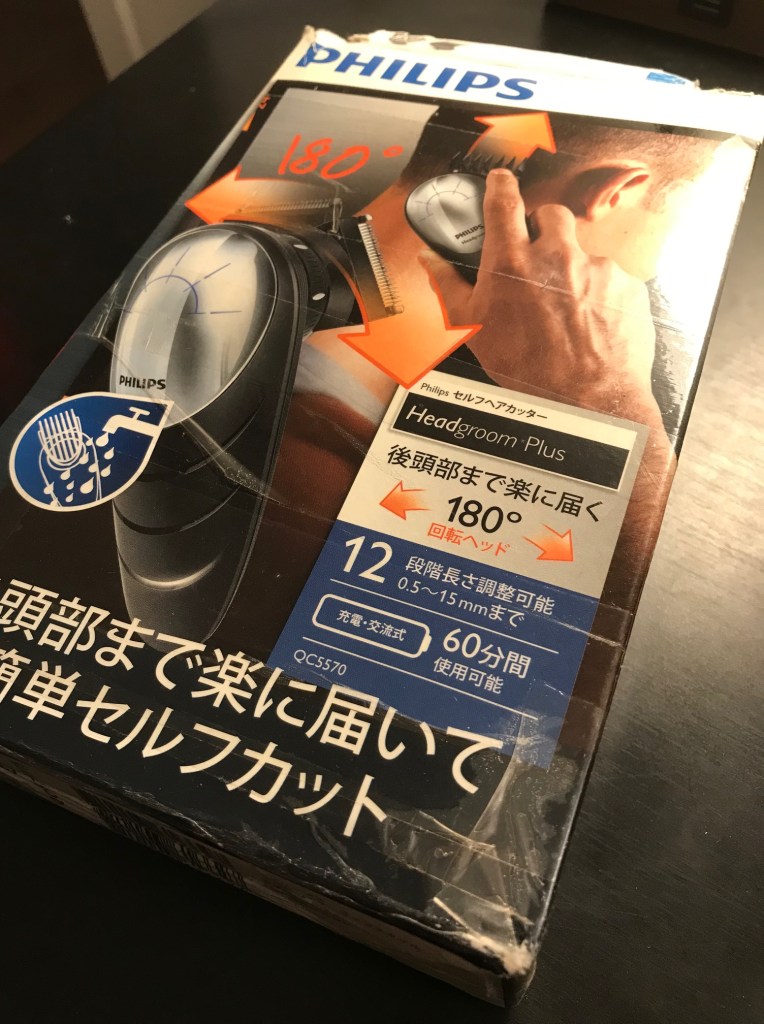 PHILIPS
180°
PHILIPS
PHILIPS
Philips セルフヘアカッター
Headgroom Plus
後頭部まで楽に届く
180°
回転ヘッド
12 段階長さ調整可能
0.5～15mmまで
充電・交流式
60分間
使用可能
QC5570
頭部まで楽に届いて
簡単セルフカット